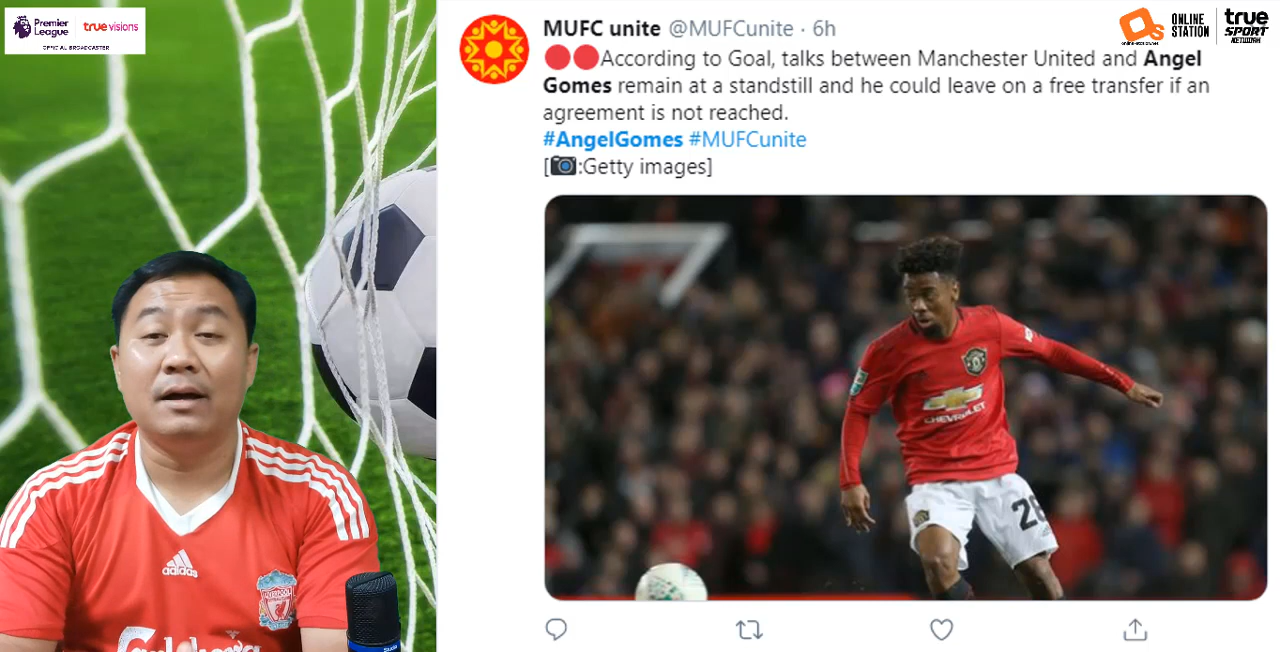 Premier League
true visions
OFFICIAL BROADCASTER
MUFC unite @MUFCunite · 6h
🔴🔴According to Goal, talks between Manchester United and Angel
Gomes remain at a standstill and he could leave on a free transfer if an
agreement is not reached.
#AngelGomes #MUFCunite
[📷:Getty images]
ONLINE
STATION
true
SPORT
NETWORK
CHEVROLET
26
adidas
LIVERPOOL
Carlsberg